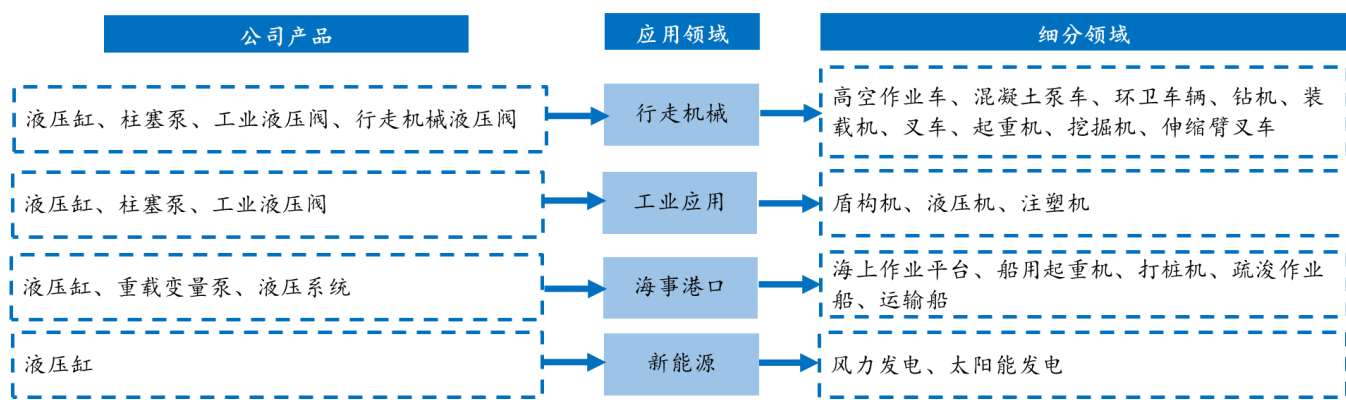 公司产品
应用领域
细分领域
液压缸、柱塞泵、工业液压阀、行走机械液压阀
行走机械
高空作业车、混凝土泵车、环卫车辆、钻机、装
载机、叉车、起重机、挖掘机、伸缩臂叉车
液压缸、柱塞泵、工业液压阀
工业应用
盾构机、液压机、注塑机
液压缸、重载变量泵、液压系统
海事港口
海上作业平台、船用起重机、打桩机、疏浚作业
船、运输船
液压缸
新能源
风力发电、太阳能发电